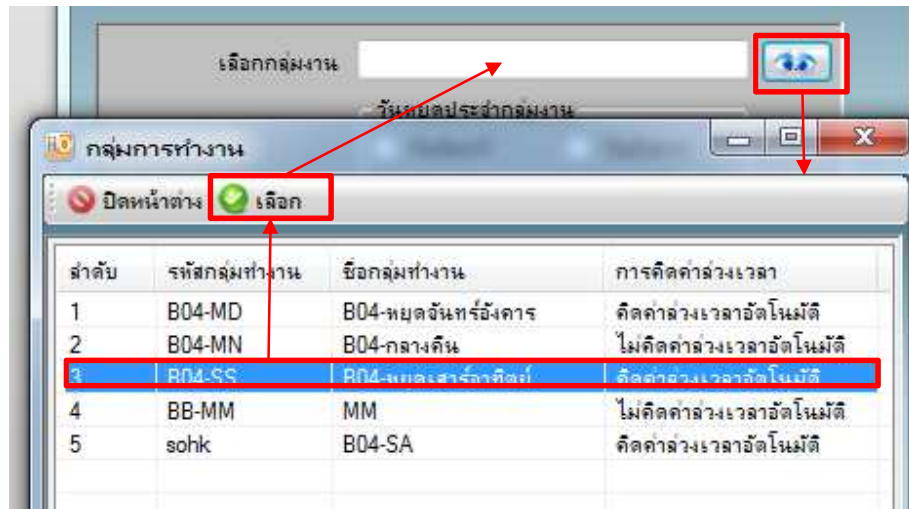 เลือกกลุ่มงาน
วันหยุดประจำกลุ่มงาน
กลุ่มการทำงาน
ปิดหน้าต่าง เลือก
ลำดับ รหัสกลุ่มทำงาน ชื่อกลุ่มทำงาน การคิดค่าล่วงเวลา
1 B04-MD B04-หยุดจันทร์อังคาร คิดค่าล่วงเวลาอัตโนมัติ
2 B04-MN B04-กลางคืน ไม่คิดค่าล่วงเวลาอัตโนมัติ
3 B04-SS B04-หยุดเสาร์อาทิตย์ คิดค่าล่วงเวลาอัตโนมัติ
4 BB-MM MM ไม่คิดค่าล่วงเวลาอัตโนมัติ
5 sohk B04-SA คิดค่าล่วงเวลาอัตโนมัติ